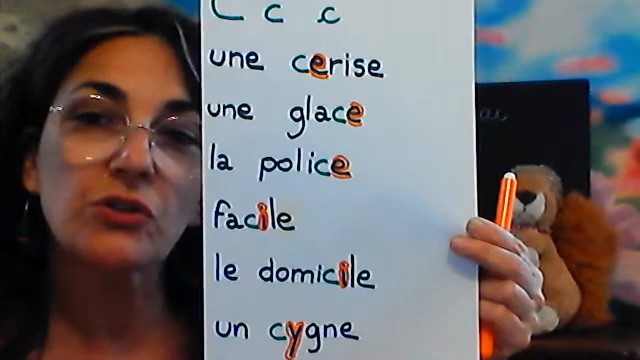 C c c
une cerise
une glace
la police
facile
le domicile
un cygne